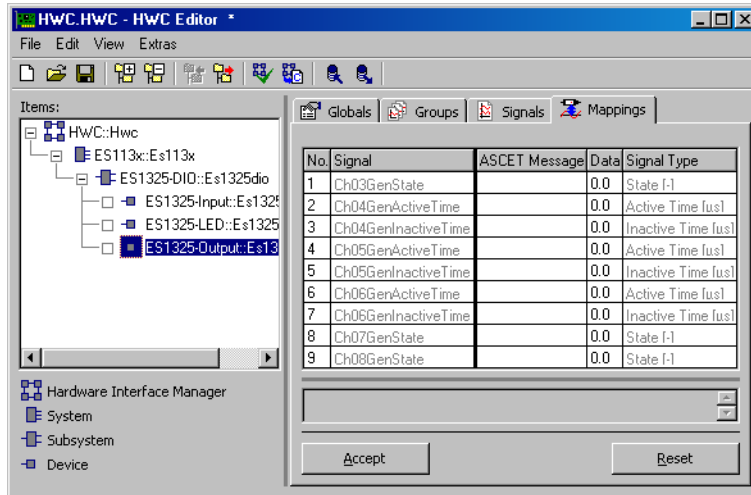 HWC.HWC - HWC Editor *
File Edit View Extras
Items:
HWC::Hwc
ES113x::Es113x
ES1325-DIO::Es1325dio
ES1325-Input::Es132
ES1325-LED::Es1325
ES1325-Output::Es13
Hardware Interface Manager
System
Subsystem
Device
Globals Groups Signals Mappings
No. Signal ASCET Message Data Signal Type
1 Ch03GenState 0.0 State [-]
2 Ch04GenActiveTime 0.0 Active Time [us]
3 Ch04GenInactiveTime 0.0 Inactive Time [us]
4 Ch05GenActiveTime 0.0 Active Time [us]
5 Ch05GenInactiveTime 0.0 Inactive Time [us]
6 Ch06GenActiveTime 0.0 Active Time [us]
7 Ch06GenInactiveTime 0.0 Inactive Time [us]
8 Ch07GenState 0.0 State [-]
9 Ch08GenState 0.0 State [-]
Accept Reset